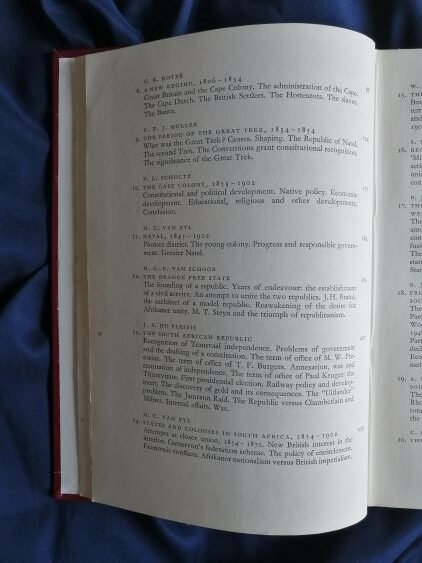 C. R. KOTZÉ
8. A NEW REGIME, 1806–1834
Great Britain and the Cape Colony. The administration of the Cape.
The Cape Dutch. The British Settlers. The Hottentots. The slaves.
The Bantu.
C. F. J. MULLER
9. THE PERIOD OF THE GREAT TREK, 1834–1854
What was the Great Trek? Causes. Shaping. The Republic of Natal.
The second Trek. The Conventions grant constitutional recognition.
The significance of the Great Trek.
SCHOLTZ
10. THE CAPE COLONY, 1853–1902
Constitutional and political development. Native policy. Economic
development. Educational, religious and other developments.
Conclusion.
M. C. VAN ZYL
11. NATAL, 1845–1902
Pioneer district. The young colony. Progress and responsible govern-
ment. Greater Natal.
M. C. E. VAN SCHOOR
12. THE ORANGE FREE STATE
The founding of a republic. Years of endeavour: the establishment
of a civil service. An attempt to unite the two republics. J. H. Brand,
the architect of a model republic. Reawakening of the desire for
Afrikaner unity. M. T. Steyn and the triumph of republicanism.
J. S. DU PLESSIS
13. THE SOUTH AFRICAN REPUBLIC
Recognition of Transvaal independence. Problems of government
and the drafting of a constitution. The term of office of M. W. Pre-
torius. The term of office of T. F. Burgers. Annexation, war and
restoration of independence. The term of office of Paul Kruger: the
Triumvirate. First presidential election. Railway policy and develop-
ment. The discovery of gold and its consequences. The "Uitlander"
problem. The Jameson Raid. The Republic versus Chamberlain and
Milner. Internal affairs. War.
M. C. VAN ZYL
14. STATES AND COLONIES IN SOUTH AFRICA, 1854–1902
Attempts at closer union, 1854–1872. New British interest in the
interior. Carnarvon's federation scheme. The policy of encirclement.
Economic conflicts. Afrikaner nationalism versus British imperialism.
15.
16.
17.
18.
19.
20.